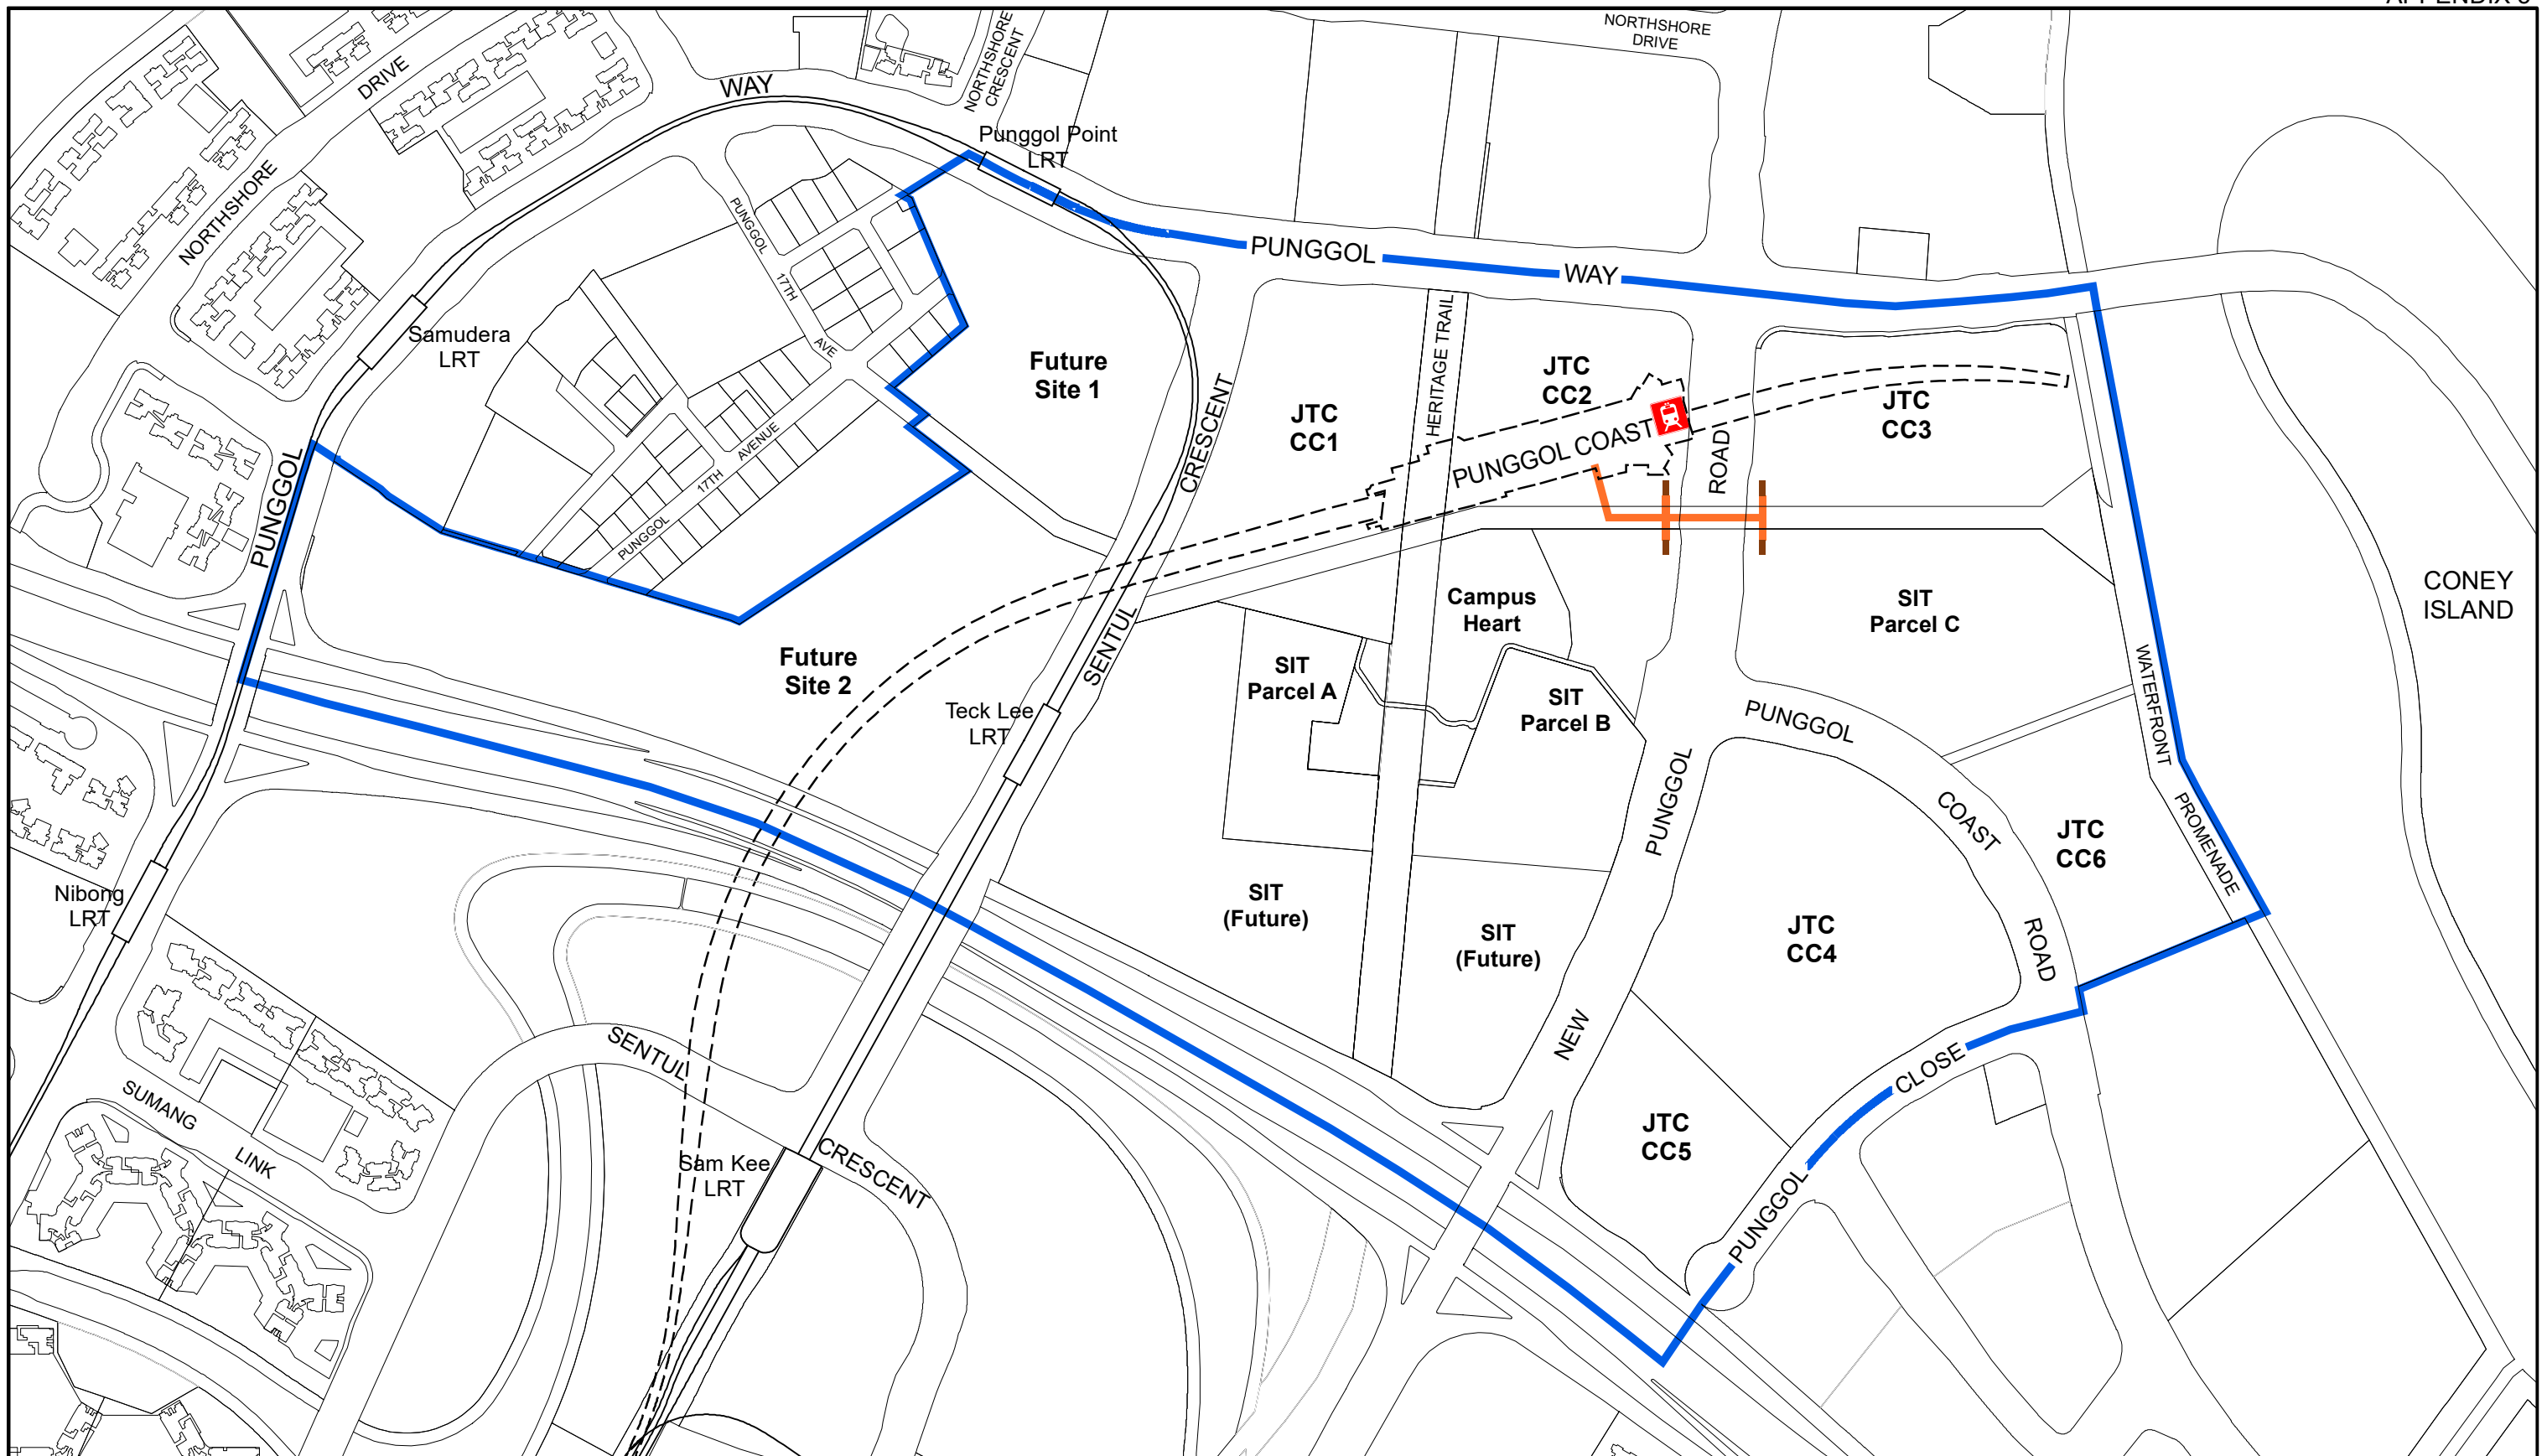 NORTHSHORE
DRIVE
NORTHSHORE
CRESCENT
DRIVE
WAY
Punggol Point
LRT
NORTHSHORE
PUNGGOL
17TH
AVE
PUNGGOL
WAY
Samudera
LRT
Future
Site 1
HERITAGE TRAIL
JTC
CC2
JTC
CC1
JTC
CC3
CRESCENT
PUNGGOL COAST
ROAD
AVENUE
17TH
PUNGGOL
PUNGGOL
CONEY
ISLAND
Campus
Heart
SIT
Parcel C
SENTUL
Future
Site 2
SIT
Parcel A
SIT
Parcel B
WATERFRONT
PROMENADE
Teck Lee
LRT
PUNGGOL
COAST
ROAD
PUNGGOL
NEW
JTC
CC6
Nibong
LRT
SIT
(Future)
SIT
(Future)
JTC
CC4
SENTUL
CRESCENT
CLOSE
PUNGGOL
SUMANG
LINK
JTC
CC5
Sam Kee
LRT